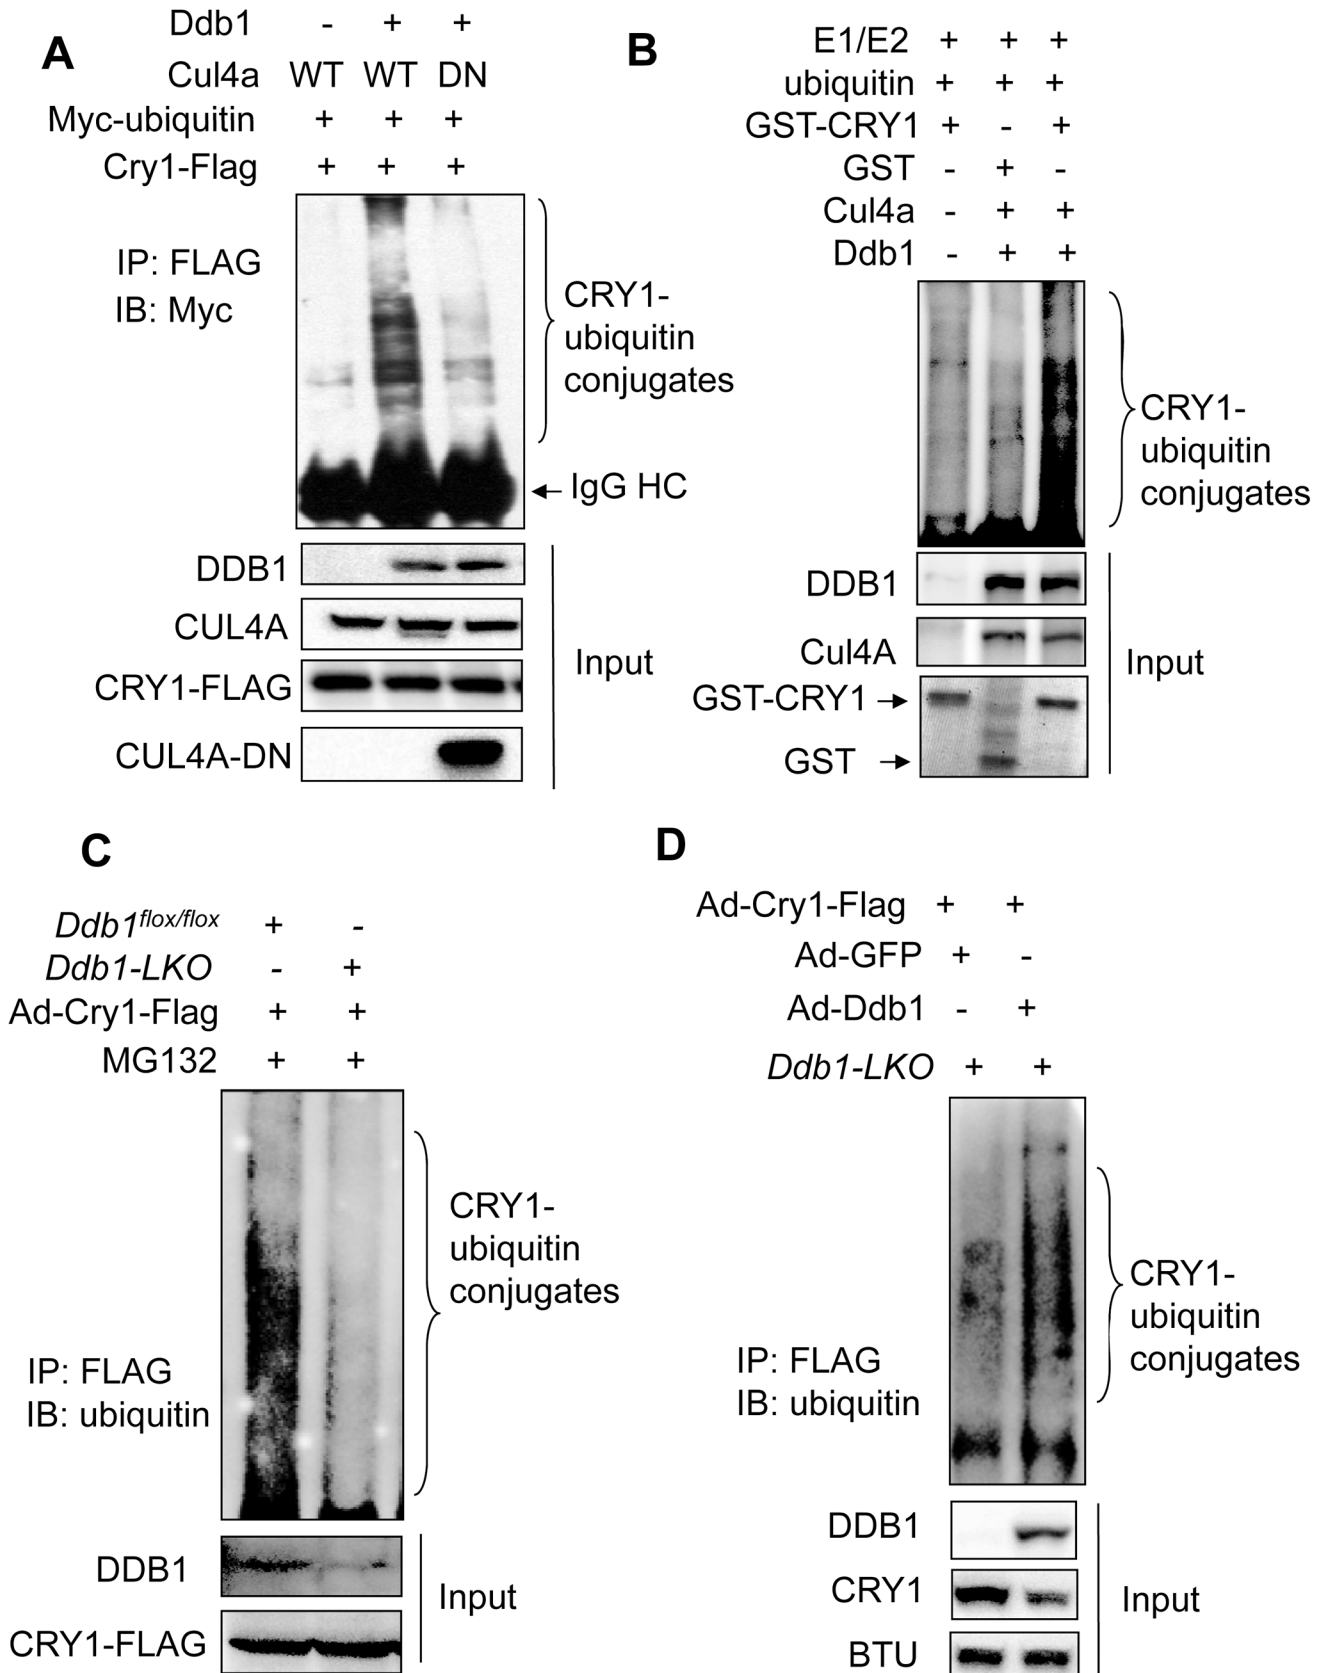 A
Ddb1 - + +
Cul4a WT WT DN
Myc-ubiquitin + + +
Cry1-Flag + + +
IP: FLAG
IB: Myc
CRY1-
ubiquitin
conjugates
IgG HC
DDB1
CUL4A
CRY1-FLAG
CUL4A-DN
Input
B
E1/E2 + + +
ubiquitin + + +
GST-CRY1 + - +
GST - + -
Cul4a - + +
Ddb1 - + +
CRY1-
ubiquitin
conjugates
DDB1
Cul4A
GST-CRY1
GST
Input
C
Ddb1flox/flox + -
Ddb1-LKO - +
Ad-Cry1-Flag + +
MG132 + +
CRY1-
ubiquitin
conjugates
IP: FLAG
IB: ubiquitin
DDB1
CRY1-FLAG
Input
D
Ad-Cry1-Flag + +
Ad-GFP + -
Ad-Ddb1 - +
Ddb1-LKO + +
CRY1-
ubiquitin
conjugates
IP: FLAG
IB: ubiquitin
DDB1
CRY1
BTU
Input